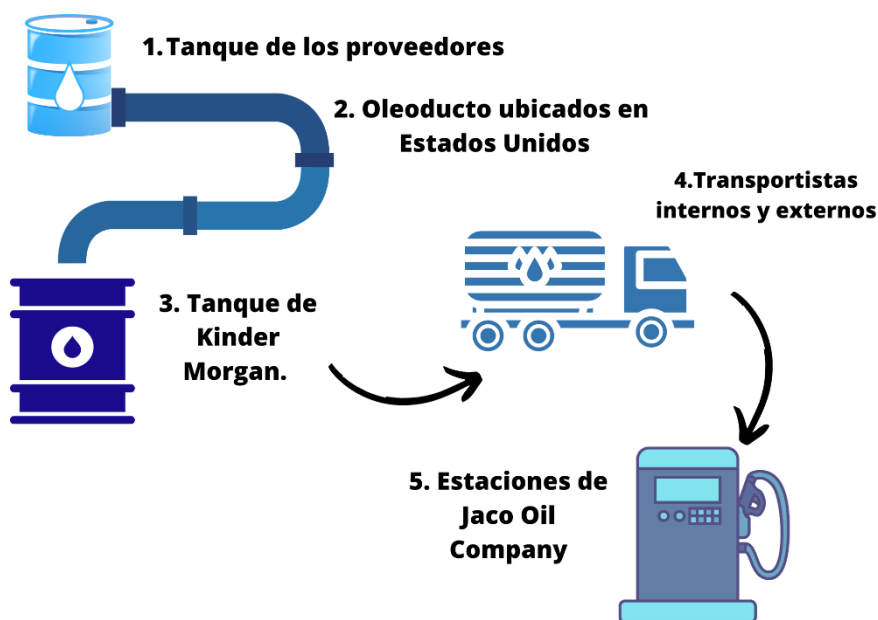 1. Tanque de los proveedores
2. Oleoducto ubicados en
Estados Unidos
4.Transportistas
internos y externos
3. Tanque de
Kinder
Morgan.
5. Estaciones de
Jaco Oil
Company